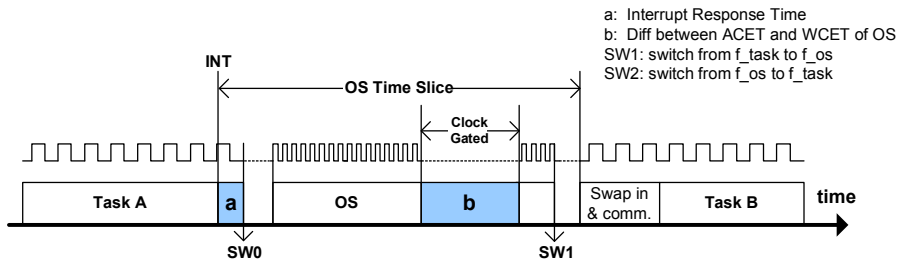 a: Interrupt Response Time
b: Diff between ACET and WCET of OS
SW1: switch from f_task to f_os
SW2: switch from f_os to f_task
INT
OS Time Slice
Clock
Gated
Task A
a
OS
b
Swap in
& comm.
Task B
time
SW0
SW1